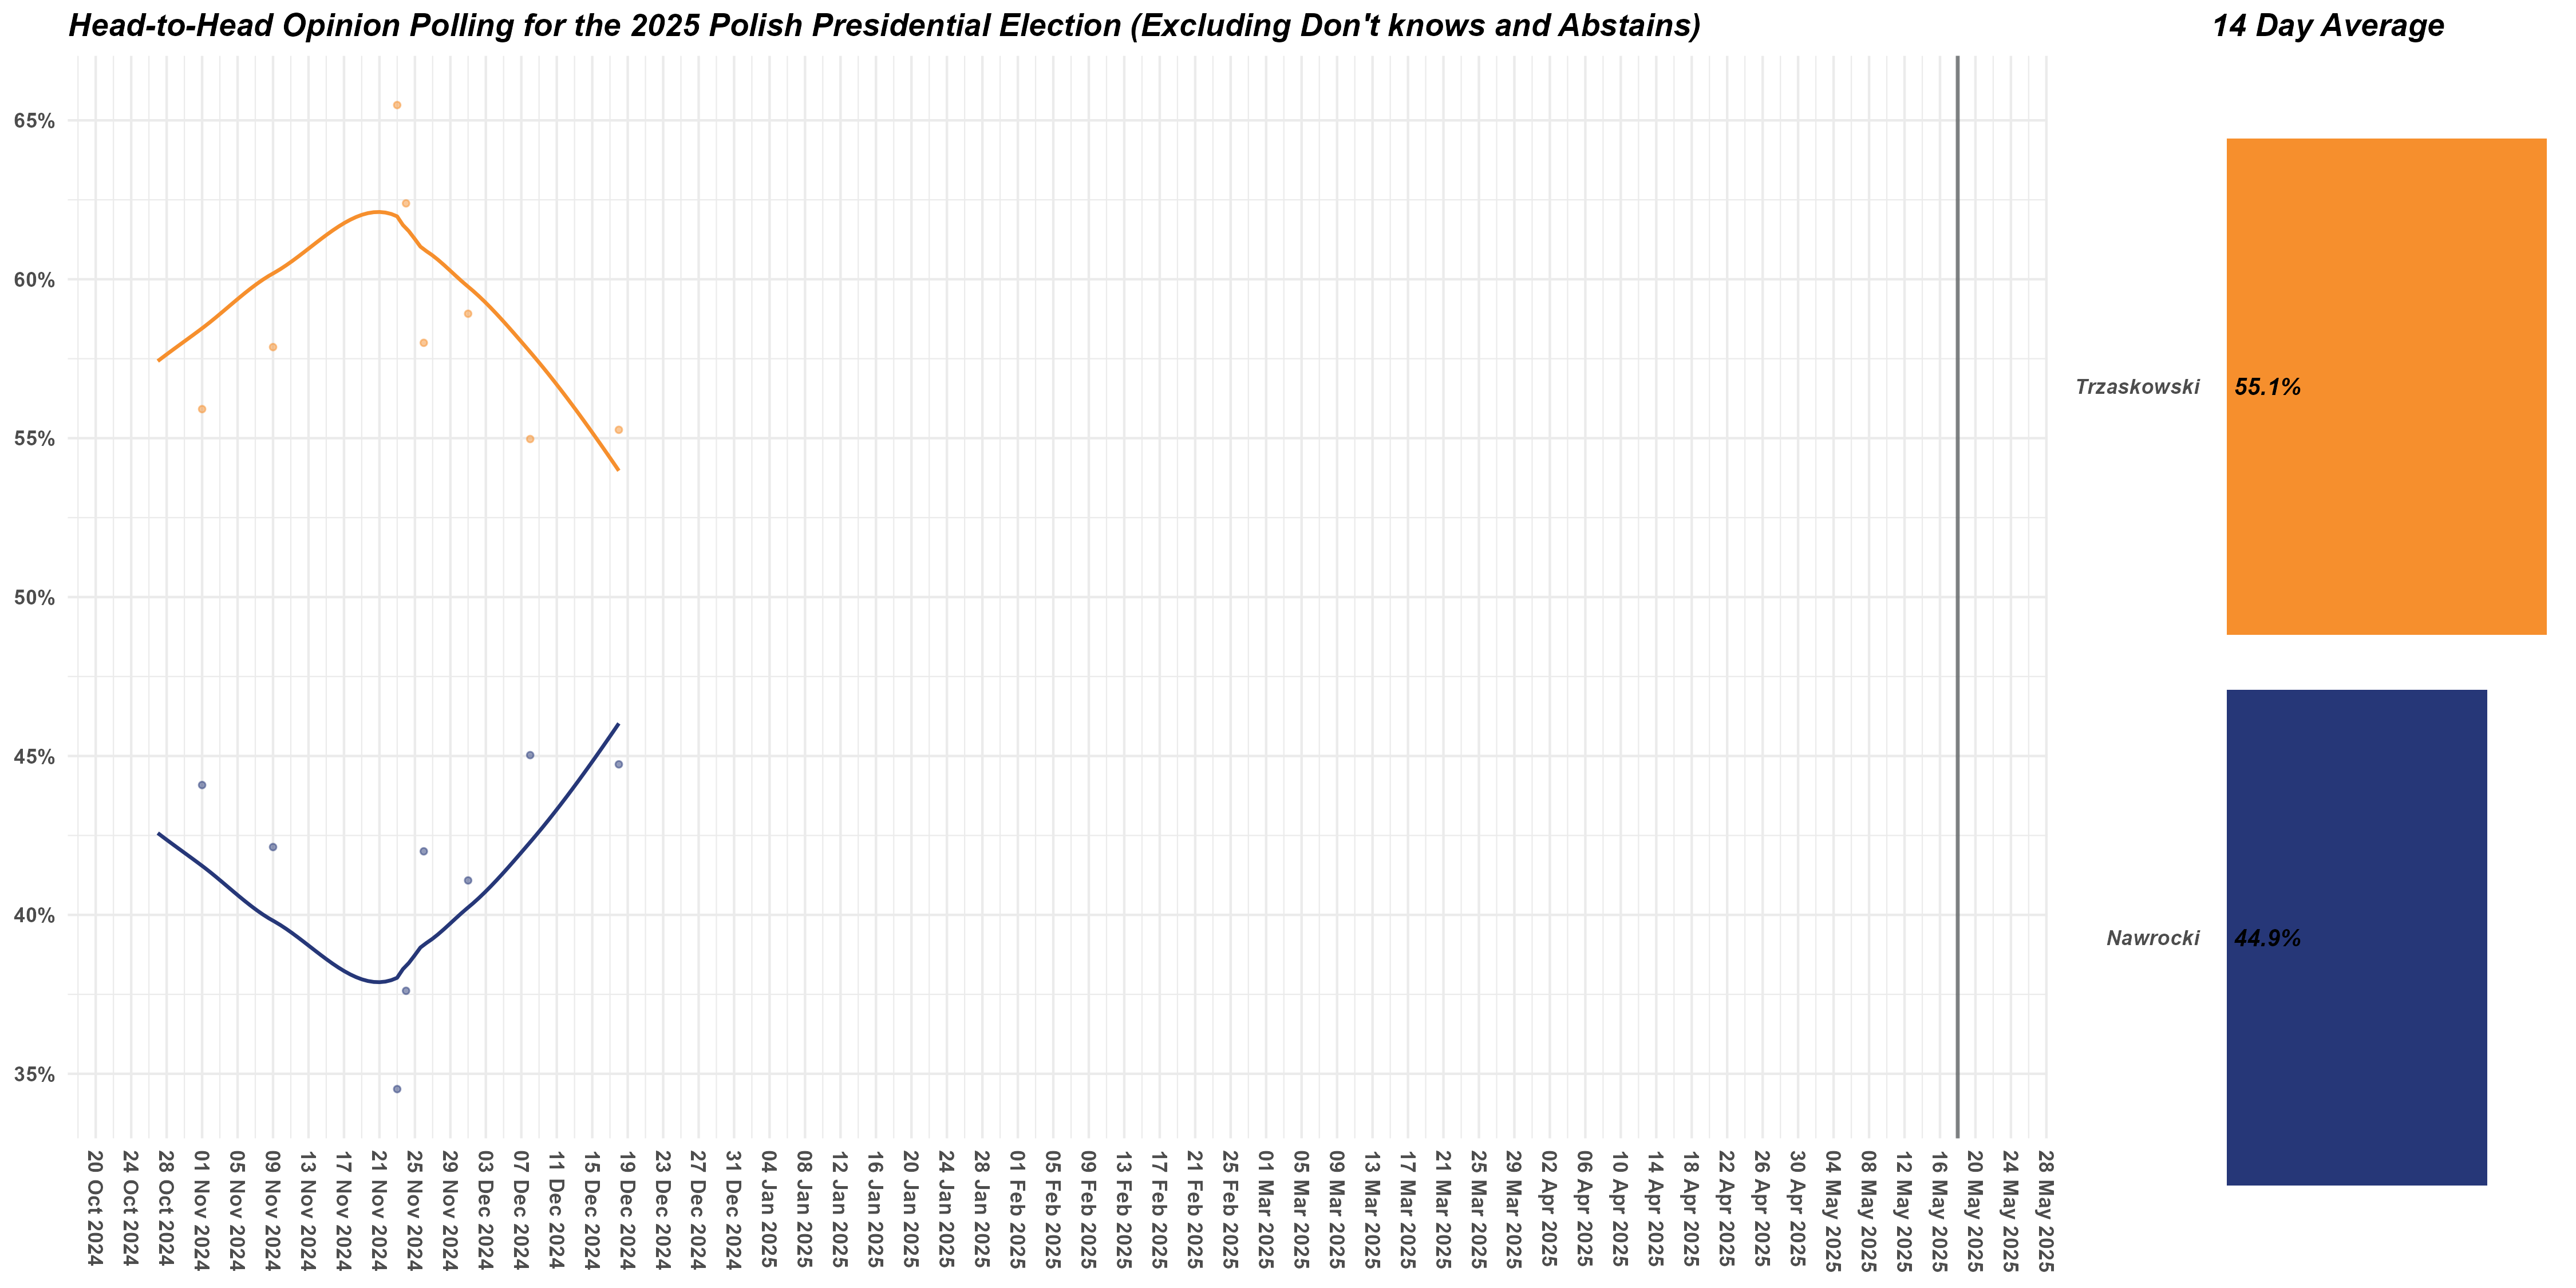 Head-to-Head Opinion Polling for the 2025 Polish Presidential Election (Excluding Don't knows and Abstains)
14 Day Average
65%
60%
55%
50%
45%
40%
35%
20 Oct 2024
24 Oct 2024
28 Oct 2024
01 Nov 2024
05 Nov 2024
09 Nov 2024
13 Nov 2024
17 Nov 2024
21 Nov 2024
25 Nov 2024
29 Nov 2024
03 Dec 2024
07 Dec 2024
11 Dec 2024
15 Dec 2024
19 Dec 2024
23 Dec 2024
27 Dec 2024
31 Dec 2024
04 Jan 2025
08 Jan 2025
12 Jan 2025
16 Jan 2025
20 Jan 2025
24 Jan 2025
28 Jan 2025
01 Feb 2025
05 Feb 2025
09 Feb 2025
13 Feb 2025
17 Feb 2025
21 Feb 2025
25 Feb 2025
01 Mar 2025
05 Mar 2025
09 Mar 2025
13 Mar 2025
17 Mar 2025
21 Mar 2025
25 Mar 2025
29 Mar 2025
02 Apr 2025
06 Apr 2025
10 Apr 2025
14 Apr 2025
18 Apr 2025
22 Apr 2025
26 Apr 2025
30 Apr 2025
04 May 2025
08 May 2025
12 May 2025
16 May 2025
20 May 2025
24 May 2025
28 May 2025
Trzaskowski
55.1%
Nawrocki
44.9%